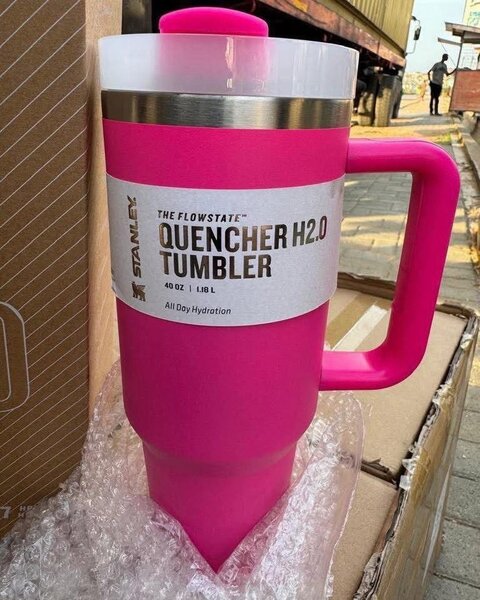 STANLEY
THE FLOWSTATE™
QUENCHER H2.0
TUMBLER
40 OZ | 1.18 L
All Day Hydration